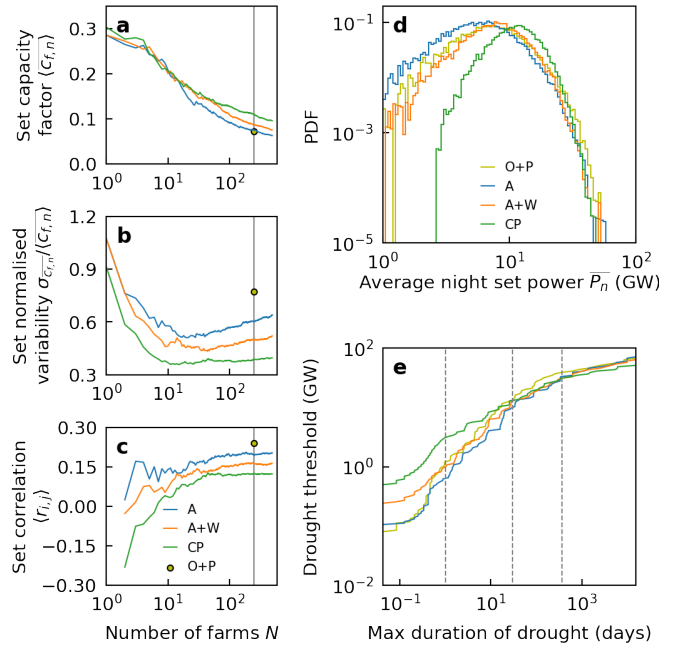 a
Set capacity
factor ⟨c_{f,n}⟩
0.3
0.2
0.1
0.0
10^0
10^1
10^2
b
Set normalised
variability σ_{c_{f,n}}/⟨c_{f,n}⟩
1.2
0.9
0.6
0.3
10^0
10^1
10^2
c
Set correlation
⟨r_{i,j}⟩
0.30
0.15
0.00
−0.15
−0.30
A
A+W
CP
O+P
10^0
10^1
10^2
Number of farms N
d
PDF
10^−1
10^−3
10^−5
O+P
A
A+W
CP
10^0
10^1
10^2
Average night set power P_n (GW)
e
Drought threshold (GW)
10^2
10^0
10^−2
10^−1
10^1
10^3
Max duration of drought (days)